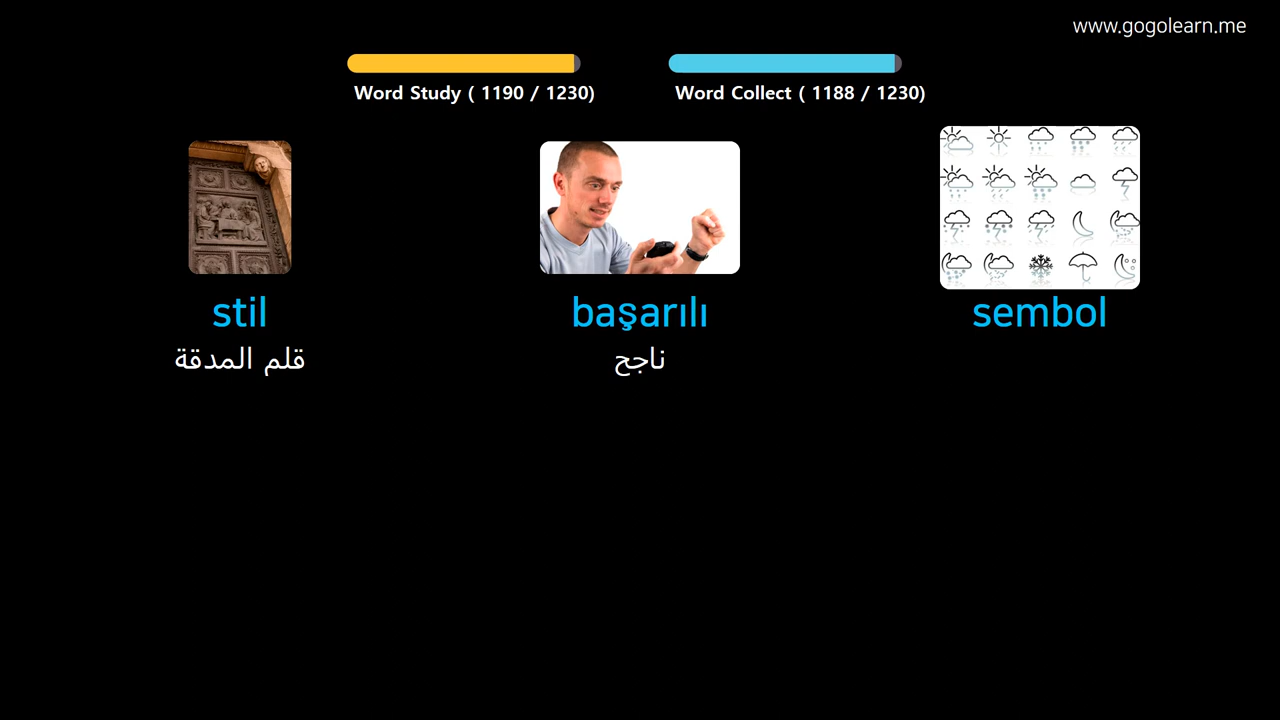 www.gogolearn.me
Word Study ( 1190 / 1230)
Word Collect ( 1188 / 1230)
stil
başarılı
sembol
قلم المدقة
ناجح